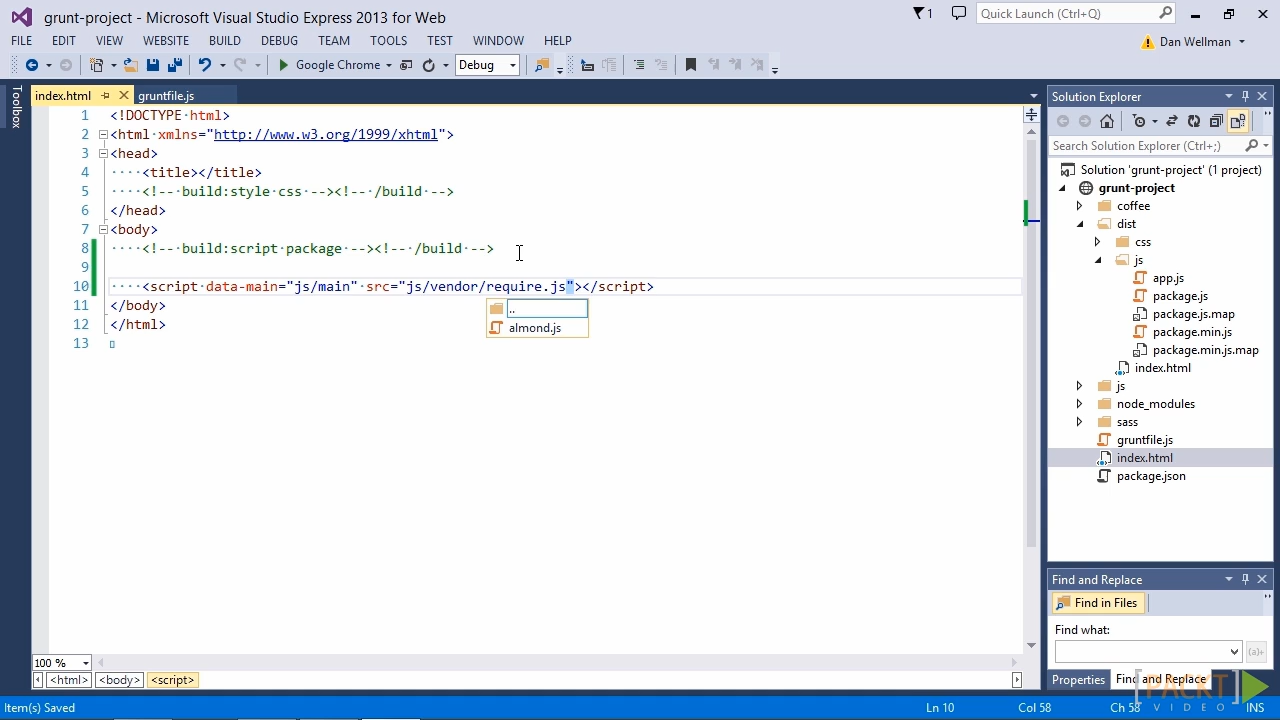 grunt-project - Microsoft Visual Studio Express 2013 for Web
1
Quick Launch (Ctrl+Q)
FILE EDIT VIEW WEBSITE BUILD DEBUG TEAM TOOLS TEST WINDOW HELP
Dan Wellman
Google Chrome
Debug
Toolbox
index.html
gruntfile.js
1 <!DOCTYPE html>
2 <html xmlns="http://www.w3.org/1999/xhtml">
3 <head>
4 <title></title>
5 <!-- build:style css --><!-- /build -->
6 </head>
7 <body>
8 <!-- build:script package --><!-- /build -->
9
10 <script data-main="js/main" src="js/vendor/require.js"></script>
11 </body>
12 </html>
13
..
almond.js
Solution Explorer
Search Solution Explorer (Ctrl+;)
Solution 'grunt-project' (1 project)
grunt-project
coffee
dist
css
js
app.js
package.js
package.js.map
package.min.js
package.min.js.map
index.html
js
node_modules
sass
gruntfile.js
index.html
package.json
Find and Replace
Find in Files
Find what:
(a)+
Properties
Find and Replace
100 %
<html> <body> <script>
Item(s) Saved
Ln 10
Col 58
Ch 58
INS
[PACKT]
VIDEO